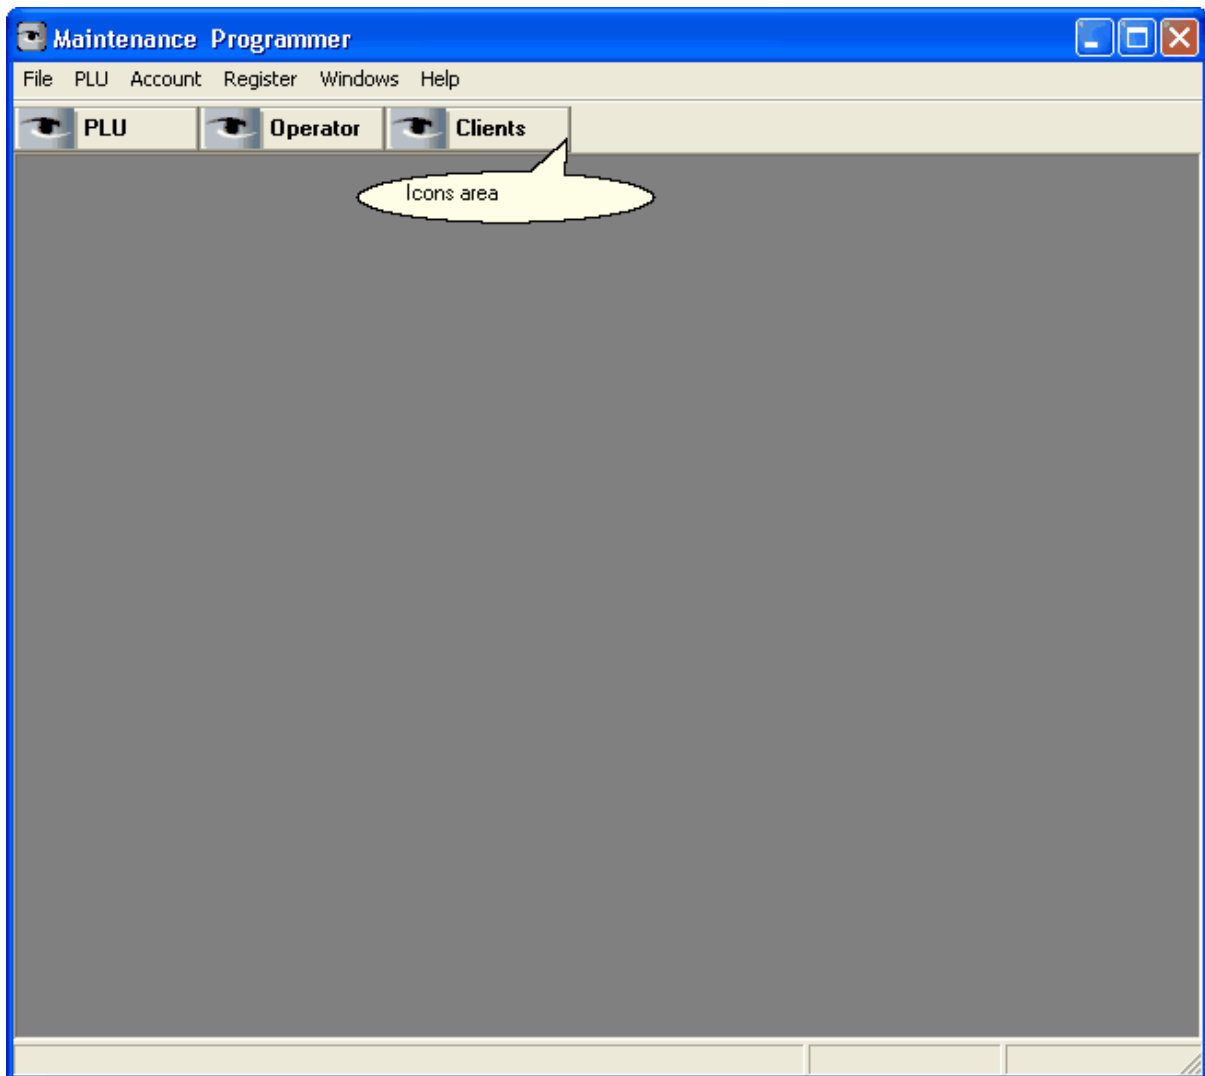 Maintenance Programmer
File PLU Account Register Windows Help
PLU Operator Clients
Icons area